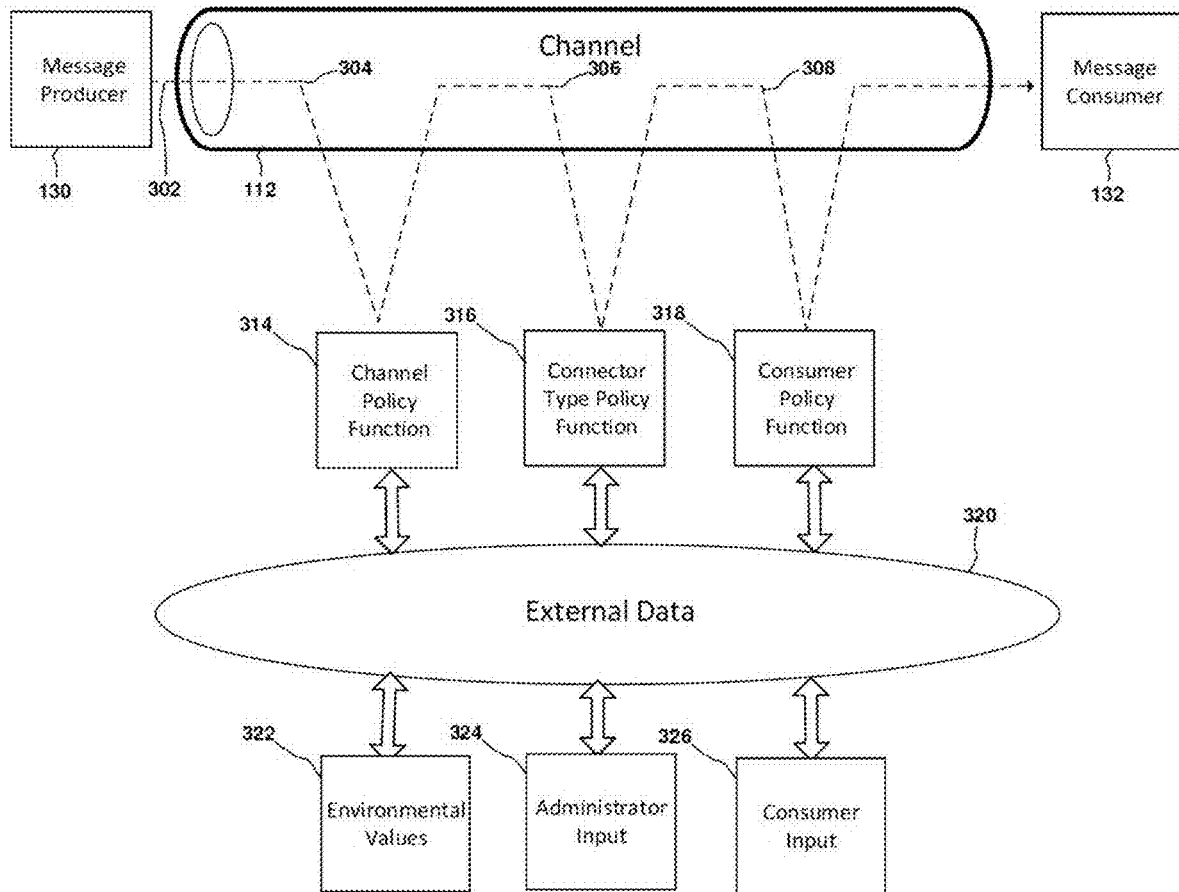 Channel
Message
Producer
304
306
308
Message
Consumer
302
130
112
132
314
316
318
Channel
Policy
Function
Connector
Type Policy
Function
Consumer
Policy
Function
320
External Data
322
324
326
Environmental
Values
Administrator
Input
Consumer
Input